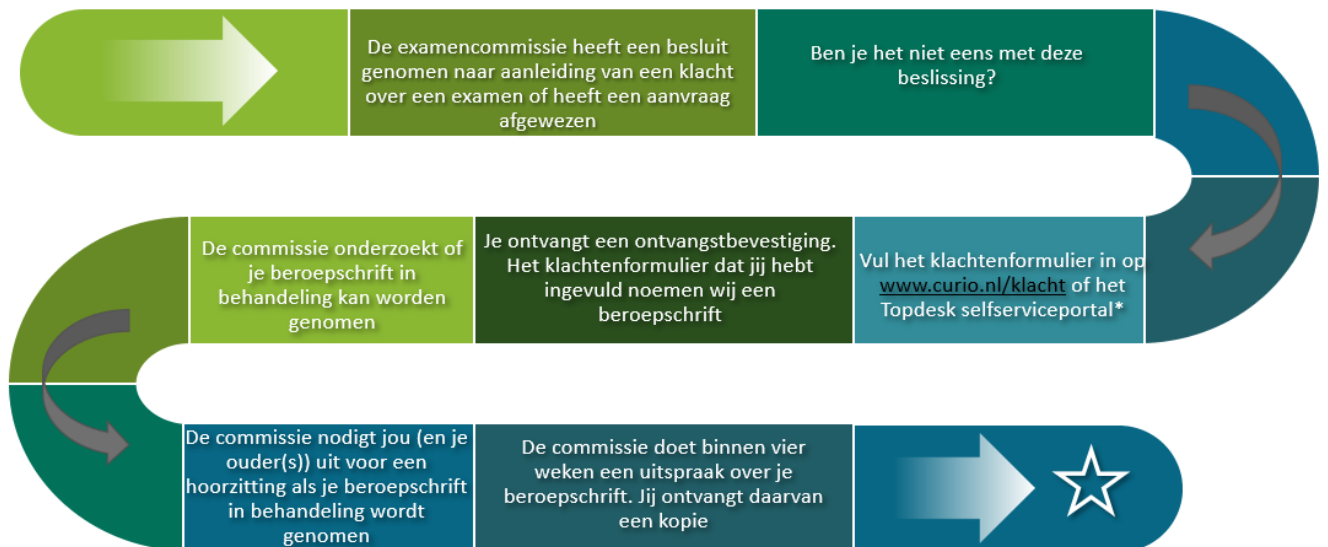 De examencommissie heeft een besluit
genomen naar aanleiding van een klacht
over een examen of heeft een aanvraag
afgewezen
Ben je het niet eens met deze
beslissing?
Vul het klachtenformulier in op
www.curio.nl/klacht of het
Topdesk selfserviceportal*
Je ontvangt een ontvangstbevestiging.
Het klachtenformulier dat jij hebt
ingevuld noemen wij een
beroepschrift
De commissie onderzoekt of
je beroepschrift in
behandeling kan worden
genomen
De commissie nodigt jou (en je
ouder(s)) uit voor een
hoorzitting als je beroepschrift
in behandeling wordt
genomen
De commissie doet binnen vier
weken een uitspraak over je
beroepschrift. Jij ontvangt daarvan
een kopie